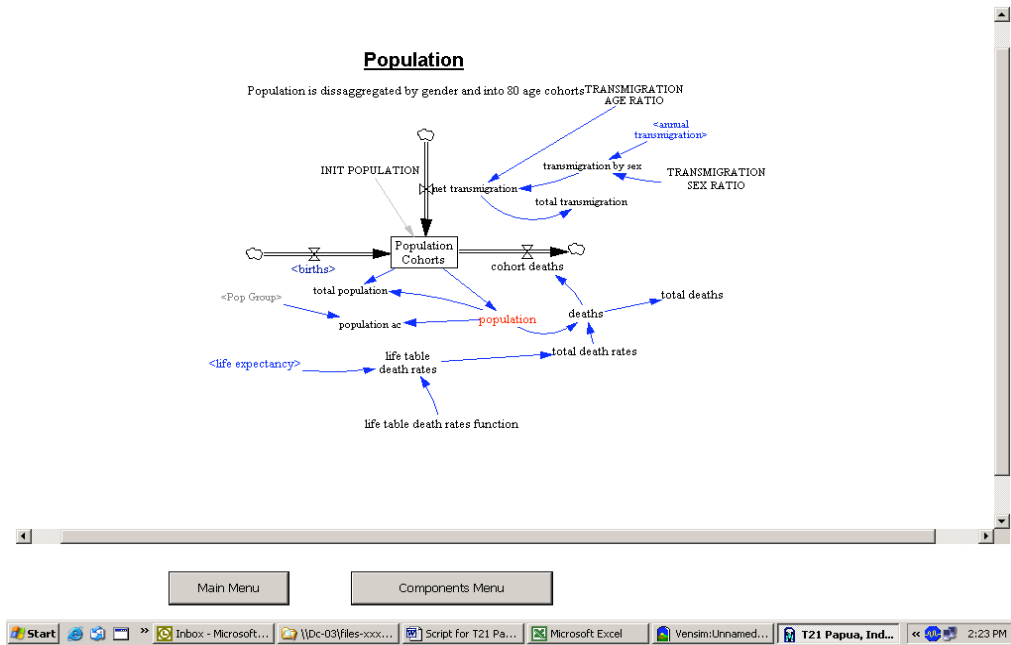 Population
Population is dissaggregated by gender and into 80 age cohorts
TRANSMIGRATION
AGE RATIO
<annual
transmigration>
INIT POPULATION
transmigration by sex
TRANSMIGRATION
SEX RATIO
net transmigration
total transmigration
Population
Cohorts
<births>
cohort deaths
total population
<Pop Group>
total deaths
population ac
population
deaths
<life expectancy>
life table
death rates
total death rates
life table death rates function
Main Menu
Components Menu
Start
»
Inbox - Microsoft...
\\Dc-03\files-xxx...
Script for T21 Pa...
Microsoft Excel
Vensim:Unnamed...
T21 Papua, Ind...
«
2:23 PM